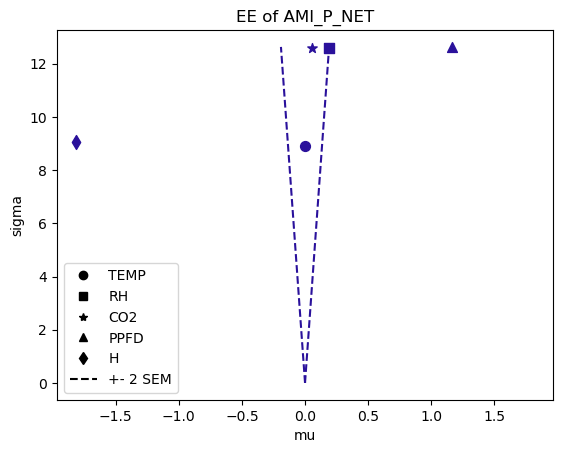 EE of AMI_P_NET
sigma
12
10
8
6
4
2
0
TEMP
RH
CO2
PPFD
H
+- 2 SEM
−1.5 −1.0 −0.5 0.0 0.5 1.0 1.5
mu